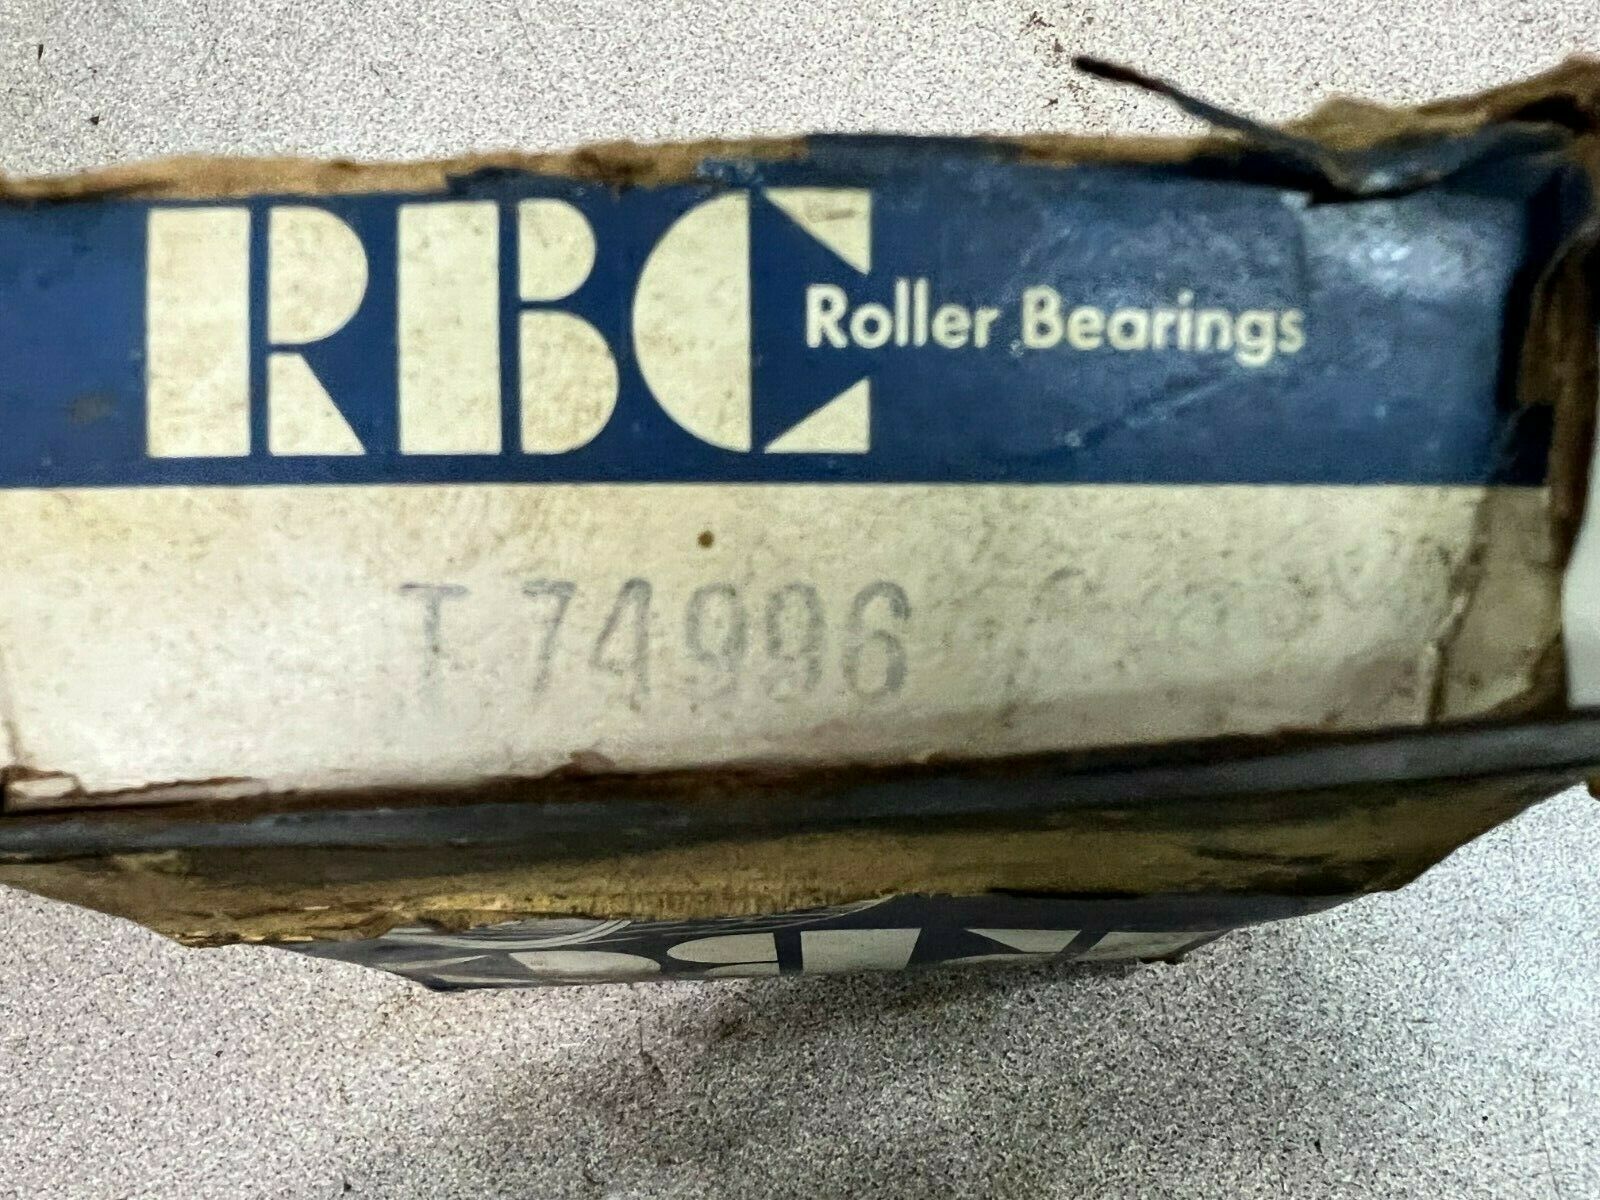 RBC Roller Bearings
T 74996